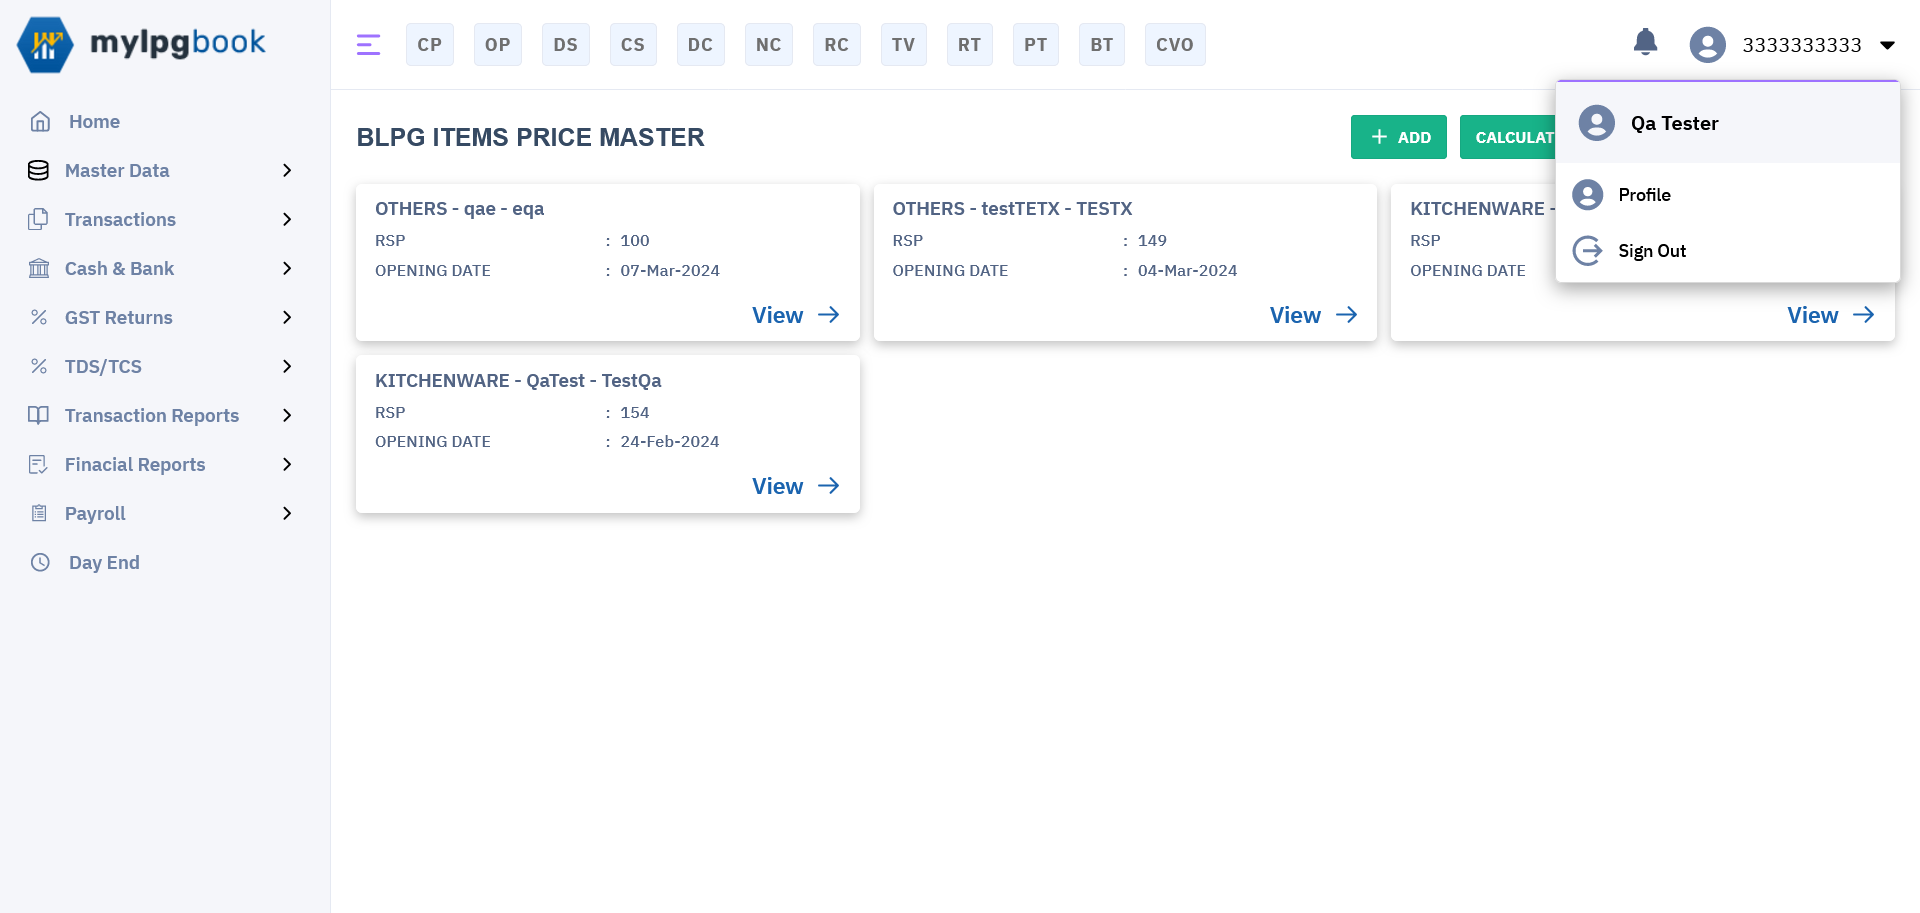 mylpgbook
CP OP DS CS DC NC RC TV RT PT BT CVO
3333333333
Home
Master Data
Transactions
Cash & Bank
GST Returns
TDS/TCS
Transaction Reports
Finacial Reports
Payroll
Day End
BLPG ITEMS PRICE MASTER
ADD
CALCULAT
Qa Tester
Profile
Sign Out
OTHERS - qae - eqa
RSP : 100
OPENING DATE : 07-Mar-2024
View
OTHERS - testTETX - TESTX
RSP : 149
OPENING DATE : 04-Mar-2024
View
KITCHENWARE -
RSP
OPENING DATE
View
KITCHENWARE - QaTest - TestQa
RSP : 154
OPENING DATE : 24-Feb-2024
View